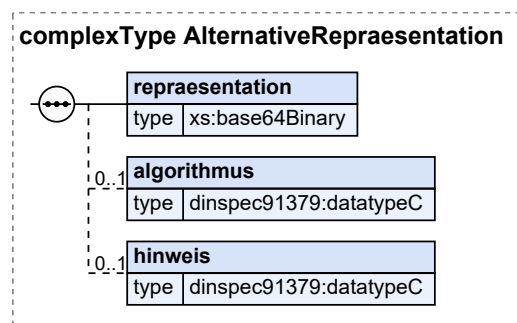 complexType AlternativeRepraesentation
repraesentation
type xs:base64Binary
0..1 algorithmus
type dinspec91379:datatypeC
0..1 hinweis
type dinspec91379:datatypeC